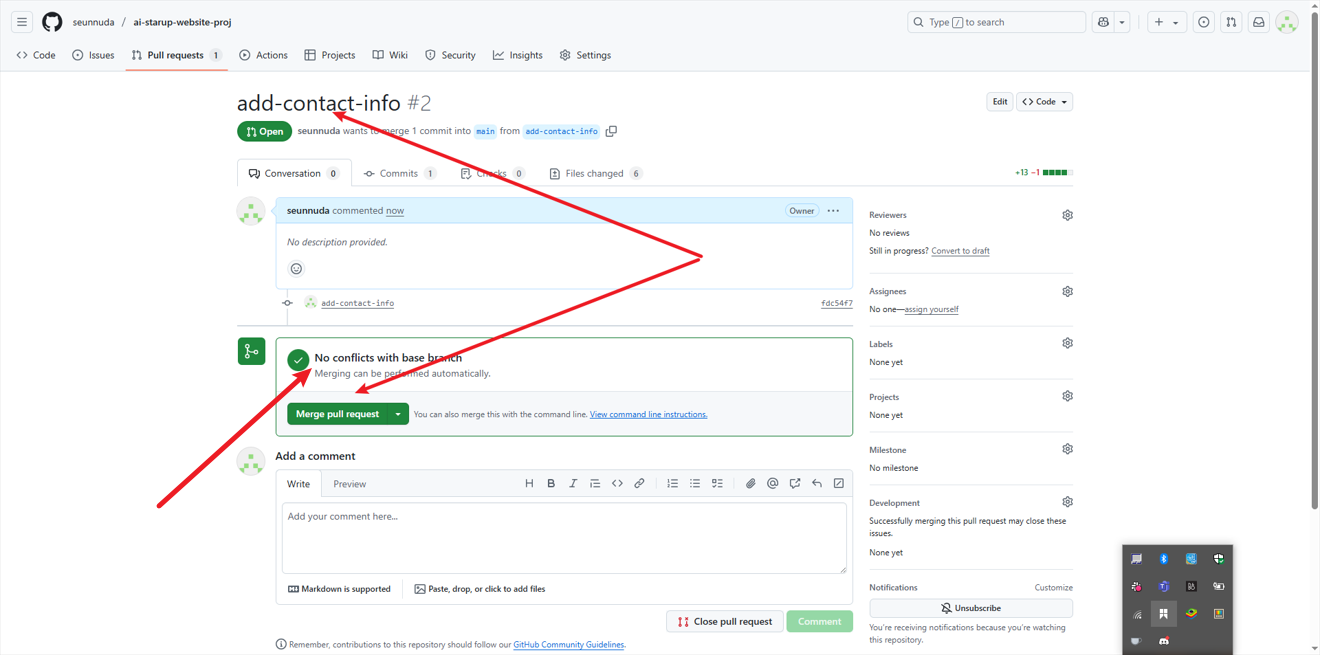 seunnuda / ai-starup-website-proj
Type / to search
Code Issues Pull requests 1 Actions Projects Wiki Security Insights Settings
add-contact-info #2
Edit
Code
Open
seunnuda wants to merge 1 commit into main from add-contact-info
Conversation 0
Commits 1
Checks 0
Files changed 6
+13 −1
seunnuda commented now
Owner
No description provided.
add-contact-info
fdc54f7
No conflicts with base branch
Merging can be performed automatically.
Merge pull request
You can also merge this with the command line. View command line instructions.
Add a comment
Write
Preview
Add your comment here...
Markdown is supported
Paste, drop, or click to add files
Close pull request
Comment
Remember, contributions to this repository should follow our GitHub Community Guidelines.
Reviewers
No reviews
Still in progress? Convert to draft
Assignees
No one—assign yourself
Labels
None yet
Projects
None yet
Milestone
No milestone
Development
Successfully merging this pull request may close these
issues.
None yet
Notifications
Customize
Unsubscribe
You're receiving notifications because you're watching
this repository.